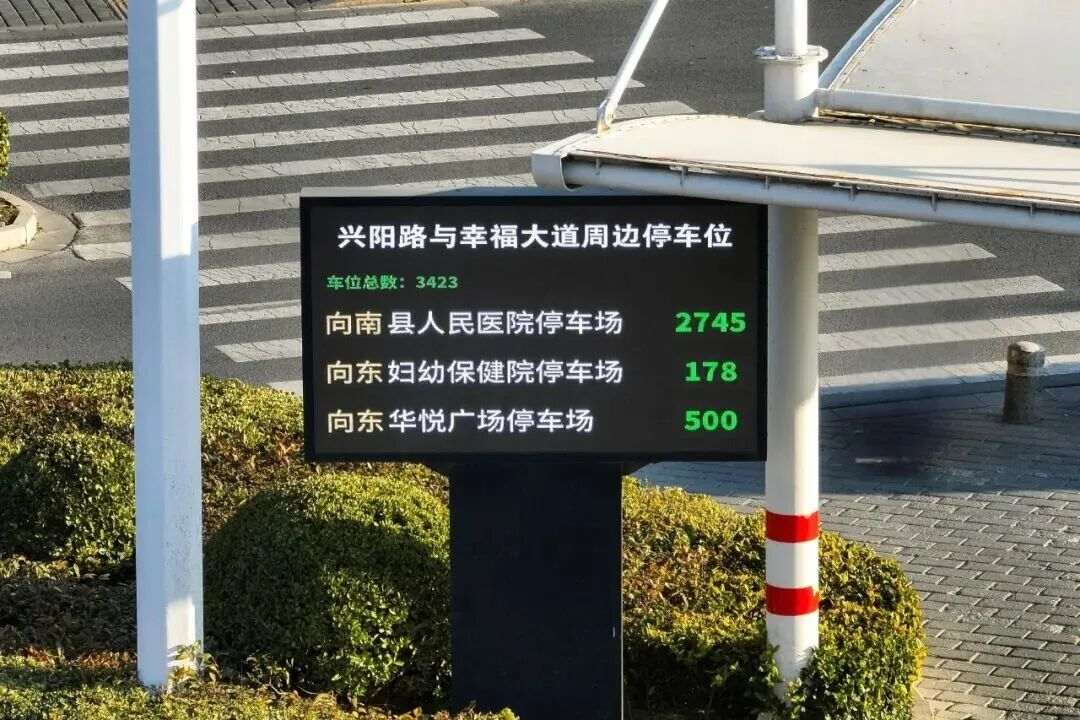 兴阳路与幸福大道周边停车位
车位总数：3423
向南 县人民医院停车场 2745
向东 妇幼保健院停车场 178
向东 华悦广场停车场 500